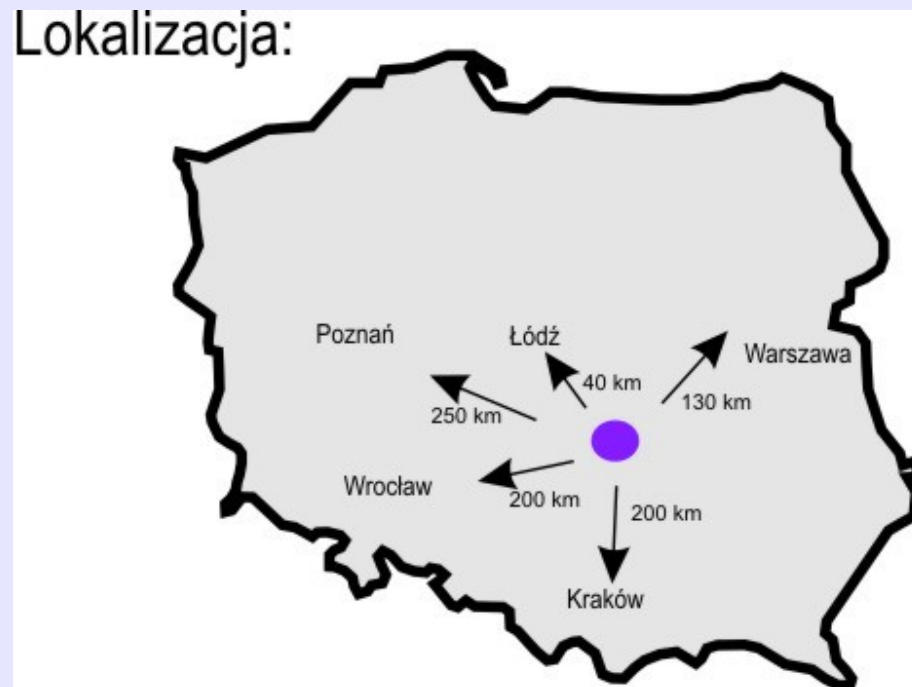 Lokalizacja:
Poznań
Łódź
Warszawa
40 km
130 km
250 km
Wrocław
200 km
200 km
Kraków